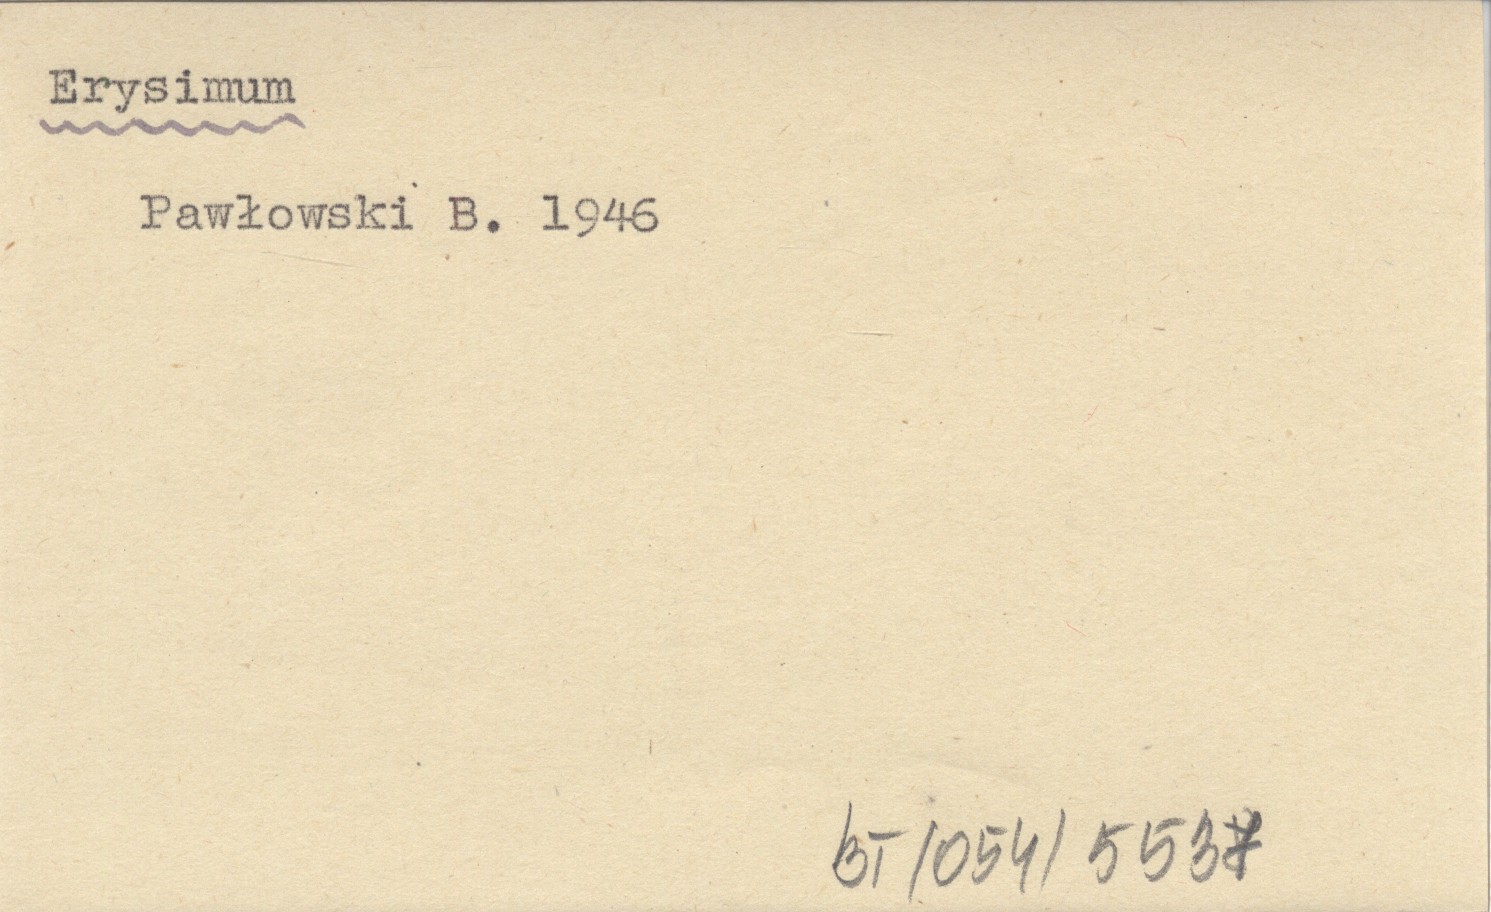 Erysimum
Pawłowski B. 1946
BT/054/ 5537